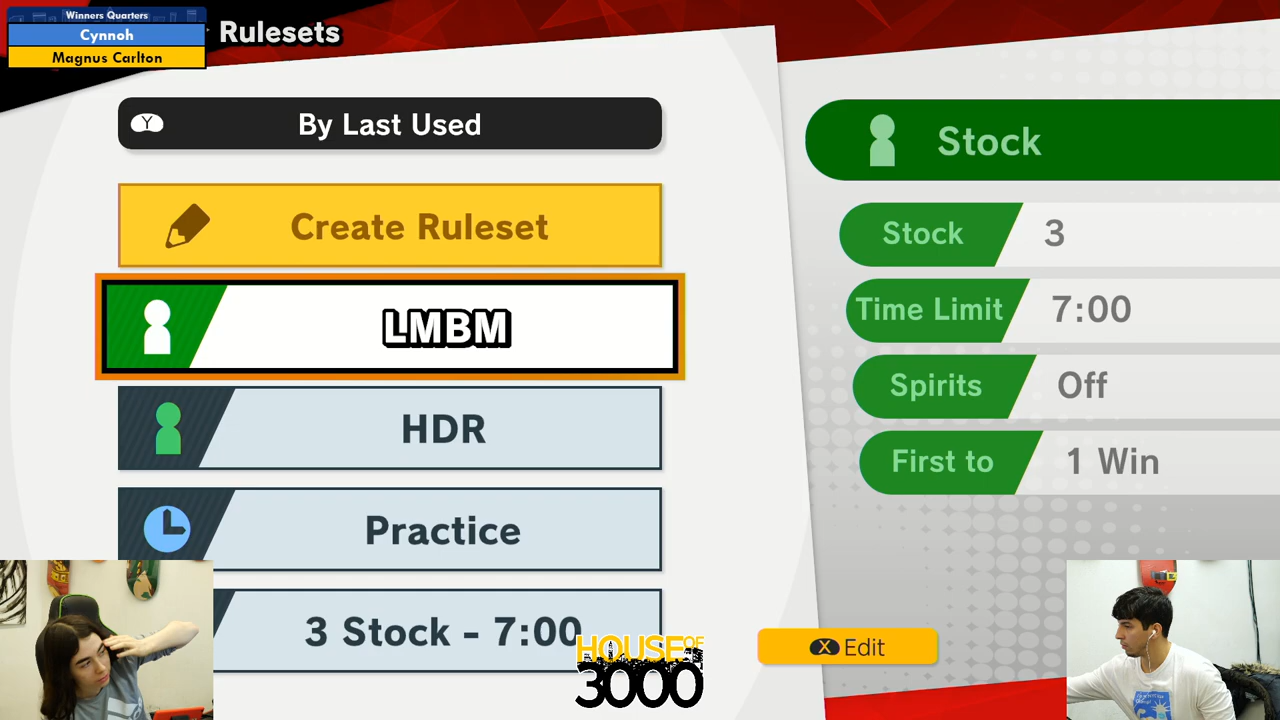 Winners Quarters
Cynnoh
Magnus Carlton
Rulesets
Y
By Last Used
Create Ruleset
LMBM
HDR
Practice
3 Stock - 7:00
Stock
Stock 3
Time Limit 7:00
Spirits Off
First to 1 Win
X Edit
HOUSE OF
3000